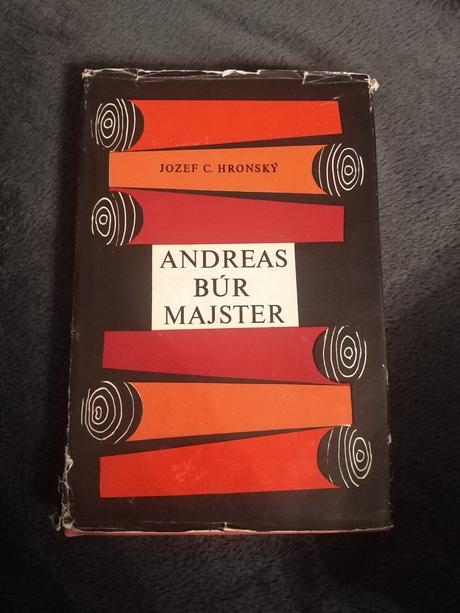 JOZEF C. HRONSKÝ
ANDREAS
BÚR
MAJSTER